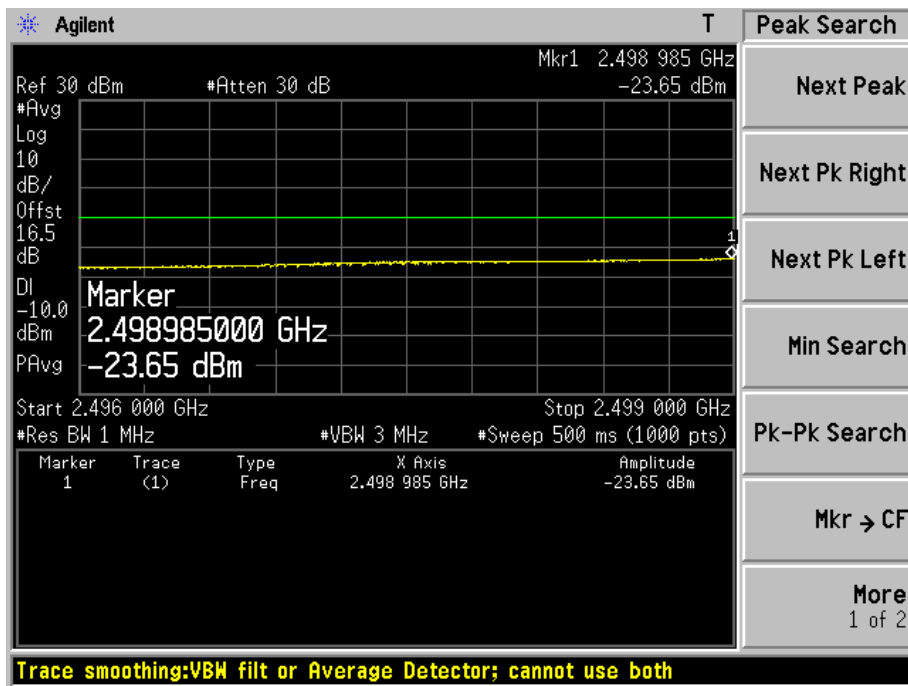 Agilent T
Peak Search
Mkr1 2.498 985 GHz
Ref 30 dBm #Atten 30 dB -23.65 dBm
#Avg
Log
10
dB/
Offst
16.5
dB
DI
-10.0
dBm
PAvg
1
Marker
2.498985000 GHz
-23.65 dBm
Start 2.496 000 GHz Stop 2.499 000 GHz
#Res BW 1 MHz #VBW 3 MHz #Sweep 500 ms (1000 pts)
Marker Trace Type X Axis Amplitude
1 (1) Freq 2.498 985 GHz -23.65 dBm
Next Peak
Next Pk Right
Next Pk Left
Min Search
Pk-Pk Search
Mkr → CF
More
1 of 2
Trace smoothing:VBW filt or Average Detector; cannot use both